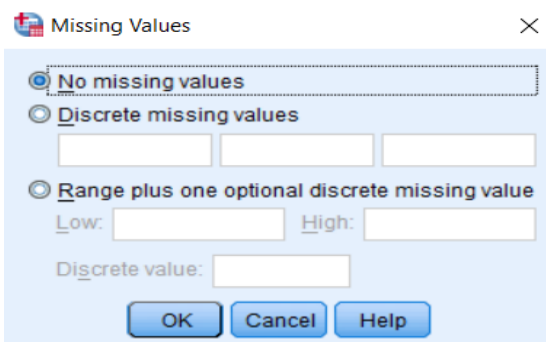 Missing Values
No missing values
Discrete missing values
Range plus one optional discrete missing value
Low: High:
Discrete value:
OK Cancel Help